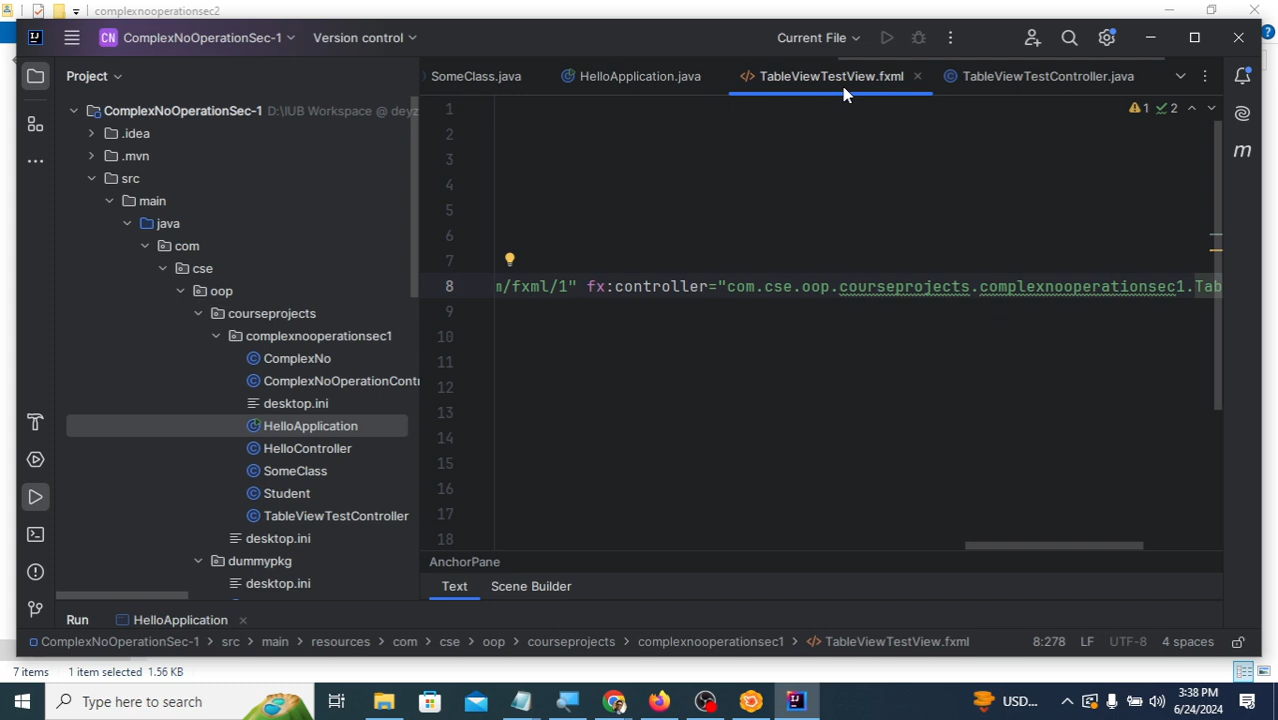 complexnooperationsec2
CN ComplexNoOperationSec-1 Version control Current File
Project SomeClass.java HelloApplication.java TableViewTestView.fxml TableViewTestController.java
ComplexNoOperationSec-1 D:\IUB Workspace @ deyz
.idea
.mvn
src
main
java
com
cse
oop
courseprojects
complexnooperationsec1
ComplexNo
ComplexNoOperationContr
desktop.ini
HelloApplication
HelloController
SomeClass
Student
TableViewTestController
desktop.ini
dummypkg
desktop.ini
1 1 2
2
3
4
5
6
7
8 m/fxml/1" fx:controller="com.cse.oop.courseprojects.complexnooperationsec1.Tab
9
10
11
12
13
14
15
16
17
18
AnchorPane
Text Scene Builder
Run HelloApplication
ComplexNoOperationSec-1 > src > main > resources > com > cse > oop > courseprojects > complexnooperationsec1 > TableViewTestView.fxml 8:278 LF UTF-8 4 spaces
7 items 1 item selected 1.56 KB
Type here to search USD... 3:38 PM
6/24/2024